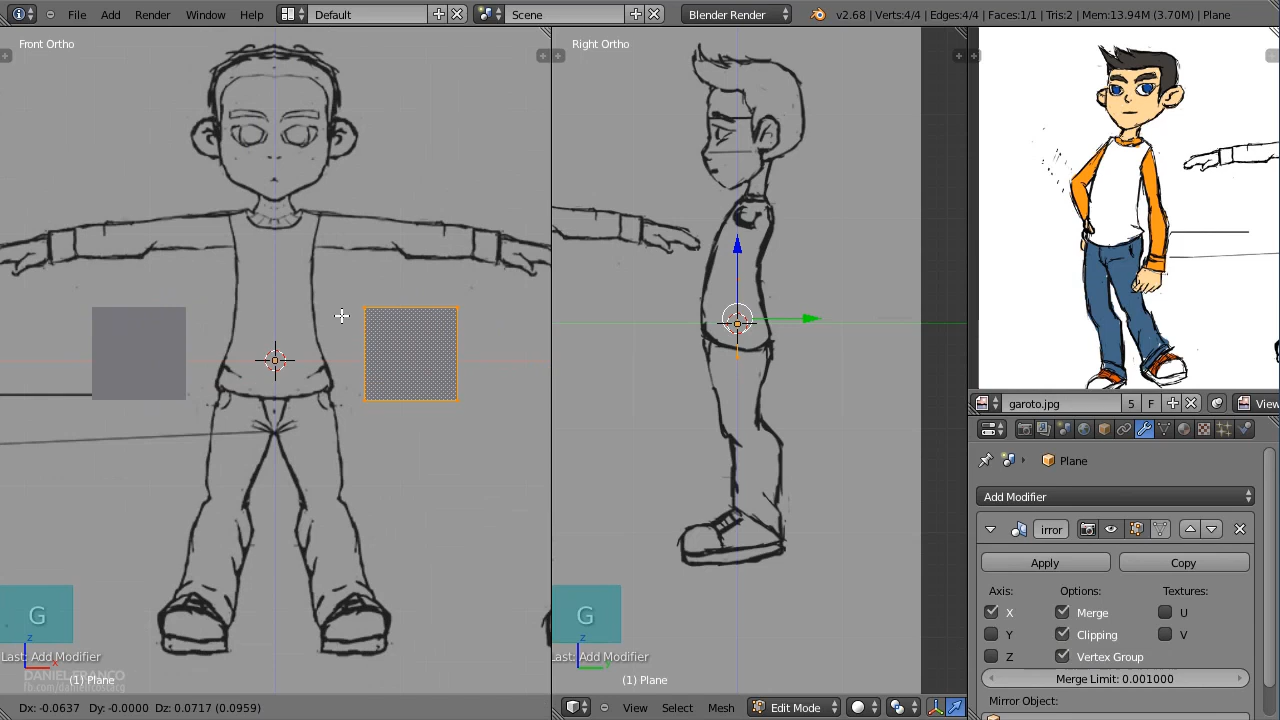 File Add Render Window Help Default Scene Blender Render v2.68 | Verts:4/4 | Edges:4/4 | Faces:1/1 | Tris:2 | Mem:13.94M (3.70M) | Plane
Front Ortho
Right Ortho
garoto.jpg 5 F View
Plane
Add Modifier
irror
Apply Copy
Axis: Options: Textures:
X Merge U
Y Clipping V
Z Vertex Group
Merge Limit: 0.001000
Mirror Object:
G
G
z
z
Last: Add Modifier
Last: Add Modifier
x
y
DANIELFRANCO
(1) Plane
(1) Plane
Dx: -0.0637 Dy: -0.0000 Dz: 0.0717 (0.0959)
View Select Mesh Edit Mode